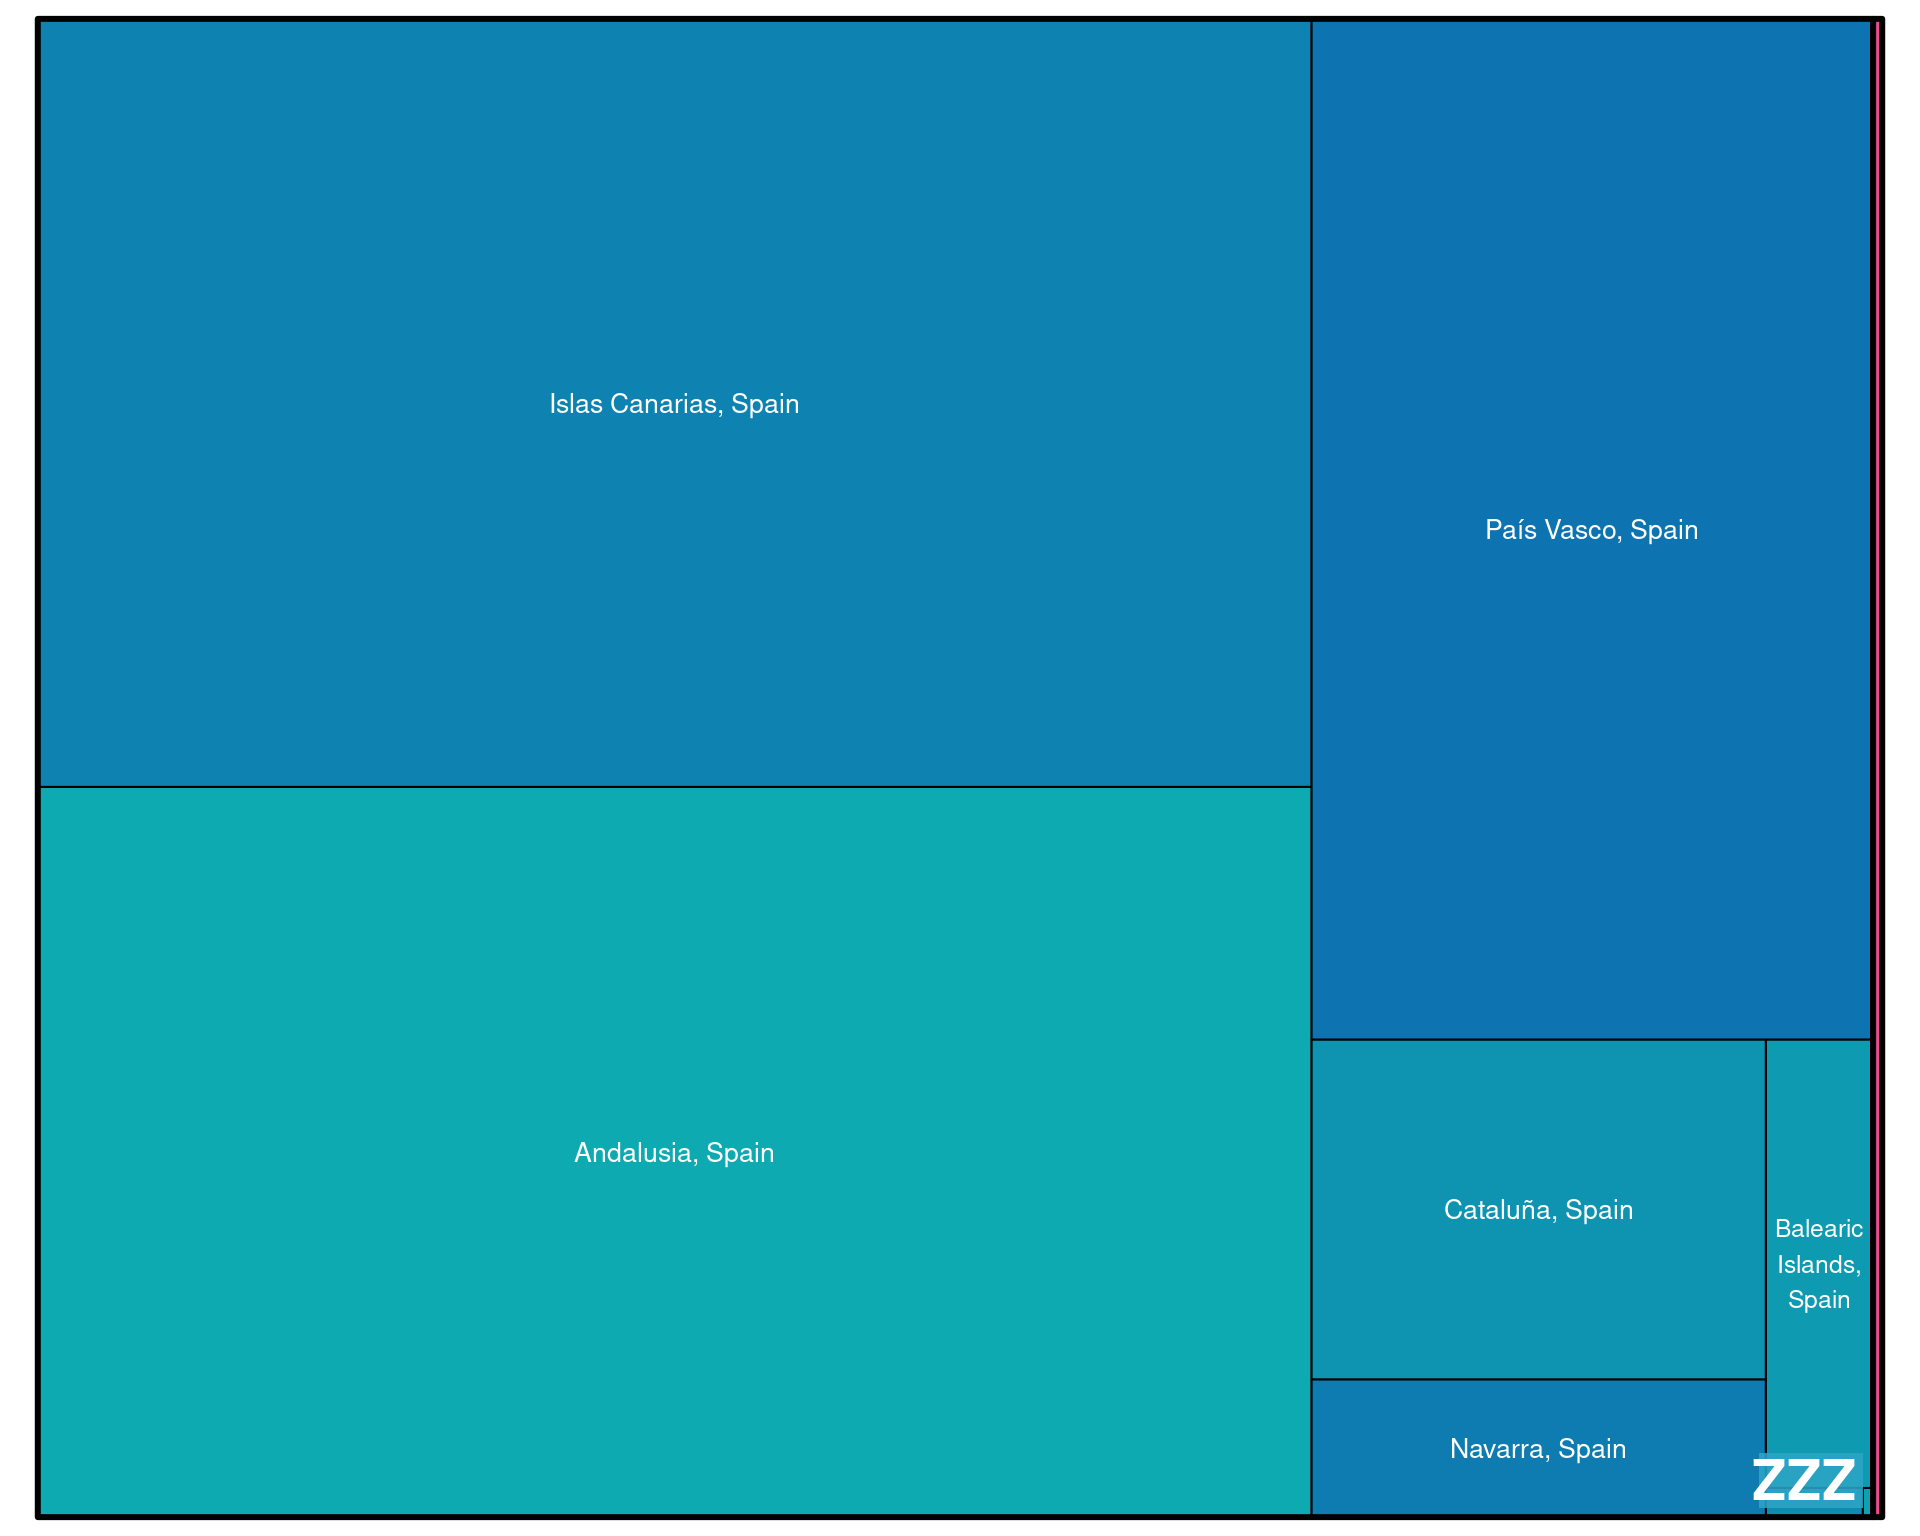 Islas Canarias, Spain
País Vasco, Spain
Andalusia, Spain
Cataluña, Spain
Balearic
Islands,
Spain
Navarra, Spain
ZZZ